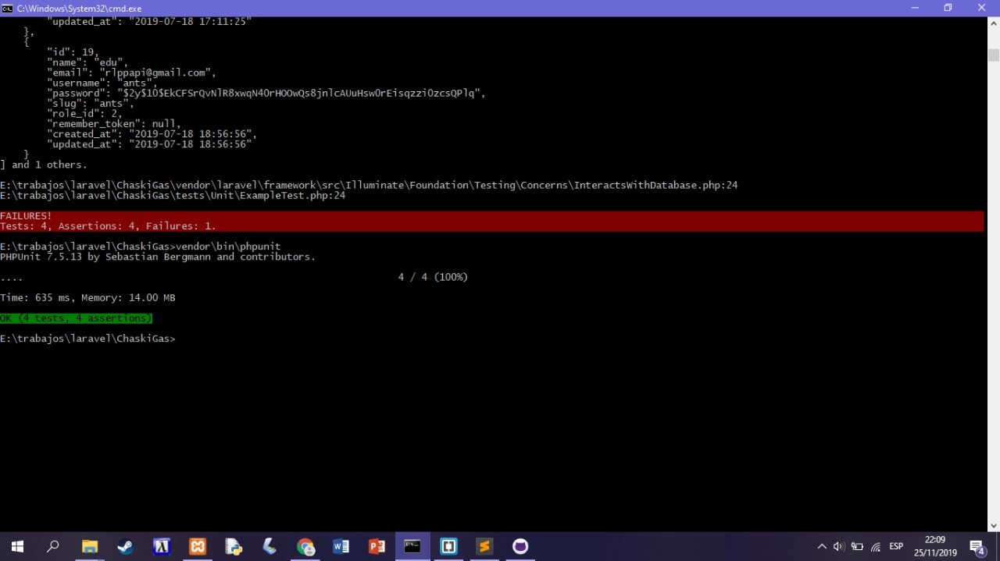 C:\Windows\System32\cmd.exe
        "updated_at": "2019-07-18 17:11:25"
    },
    {
        "id": 19,
        "name": "edu",
        "email": "rlppapi@gmail.com",
        "username": "ants",
        "password": "$2y$10$EkCFSrQvNlR8xwqN4OrHOOwQs8jnlcAUuHsw0rEisqzziOzcsQPlq",
        "slug": "ants",
        "role_id": 2,
        "remember_token": null,
        "created_at": "2019-07-18 18:56:56",
        "updated_at": "2019-07-18 18:56:56"
    }
] and 1 others.
E:\trabajos\laravel\ChaskiGas\vendor\laravel\framework\src\Illuminate\Foundation\Testing\Concerns\InteractsWithDatabase.php:24
E:\trabajos\laravel\ChaskiGas\tests\Unit\ExampleTest.php:24
FAILURES!
Tests: 4, Assertions: 4, Failures: 1.
E:\trabajos\laravel\ChaskiGas>vendor\bin\phpunit
PHPUnit 7.5.13 by Sebastian Bergmann and contributors.
.... 4 / 4 (100%)
Time: 635 ms, Memory: 14.00 MB
OK (4 tests, 4 assertions)
E:\trabajos\laravel\ChaskiGas>
ESP
22:09
25/11/2019
4